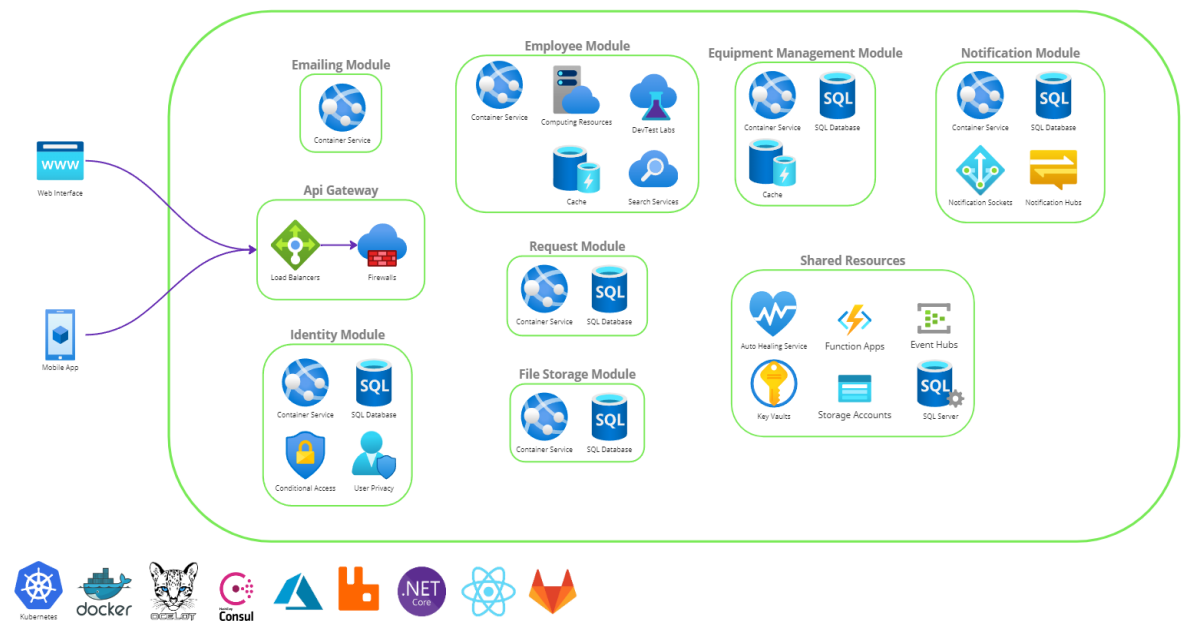 Emailing Module
Container Service
Employee Module
Container Service
Computing Resources
DevTest Labs
Cache
Search Services
Equipment Management Module
Container Service
SQL
SQL Database
Cache
Notification Module
Container Service
SQL
SQL Database
Notification Sockets
Notification Hubs
WWW
Web Interface
Mobile App
Api Gateway
Load Balancers
Firewalls
Identity Module
Container Service
SQL
SQL Database
Conditional Access
User Privacy
Request Module
Container Service
SQL
SQL Database
File Storage Module
Container Service
SQL
SQL Database
Shared Resources
Auto Healing Service
Function Apps
Event Hubs
Key Vaults
Storage Accounts
SQL
SQL Server
Kubernetes
docker
OCELOT
HashiCorp
Consul
.NET
Core